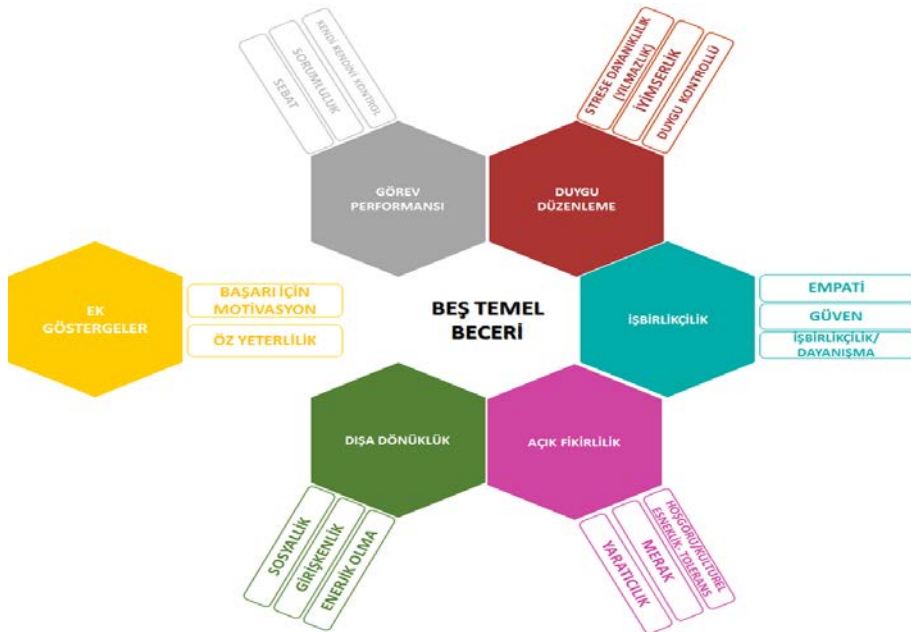 SEBAT
SORUMLULUK
KENDİ KENDİNİ KONTROL
STRESE DAYANIKLILIK
(YILMAZLIK)
İYİMSERLİK
DUYGU KONTROLLÜ
GÖREV
PERFORMANSI
DUYGU
DÜZENLEME
EK
GÖSTERGELER
BAŞARI İÇİN
MOTİVASYON
ÖZ YETERLİLİK
BEŞ TEMEL
BECERİ
İŞBİRLİKÇİLİK
EMPATİ
GÜVEN
İŞBİRLİKÇİLİK/
DAYANIŞMA
DIŞA DÖNÜKLÜK
AÇIK FİKİRLİLİK
SOSYALLİK
GİRİŞKENLİK
ENERJİK OLMA
YARATICILIK
MERAK
HOŞGÖRÜ/KÜLTÜREL
ESNEKLİK- TOLERANS